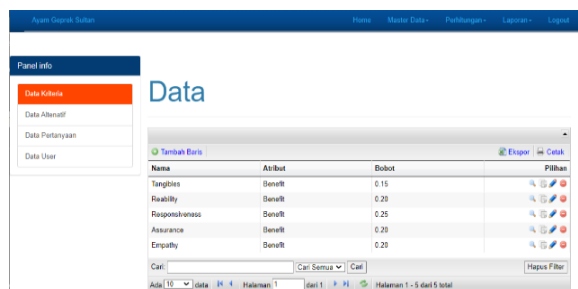 Ayam Geprek Sultan Home Master Data Perhitungan Laporan Logout
Panel info
Data Kriteria
Data Alternatif
Data Pertanyaan
Data User
Data
Tambah Baris Ekspor Cetak
Nama Atribut Bobot Pilihan
Tangibles Benefit 0.15
Reability Benefit 0.20
Responsiveness Benefit 0.25
Assurance Benefit 0.20
Empathy Benefit 0.20
Cari: Cari Semua Cari Hapus Filter
Ada 10 data Halaman 1 dari 1 Halaman 1 - 5 dari 5 total